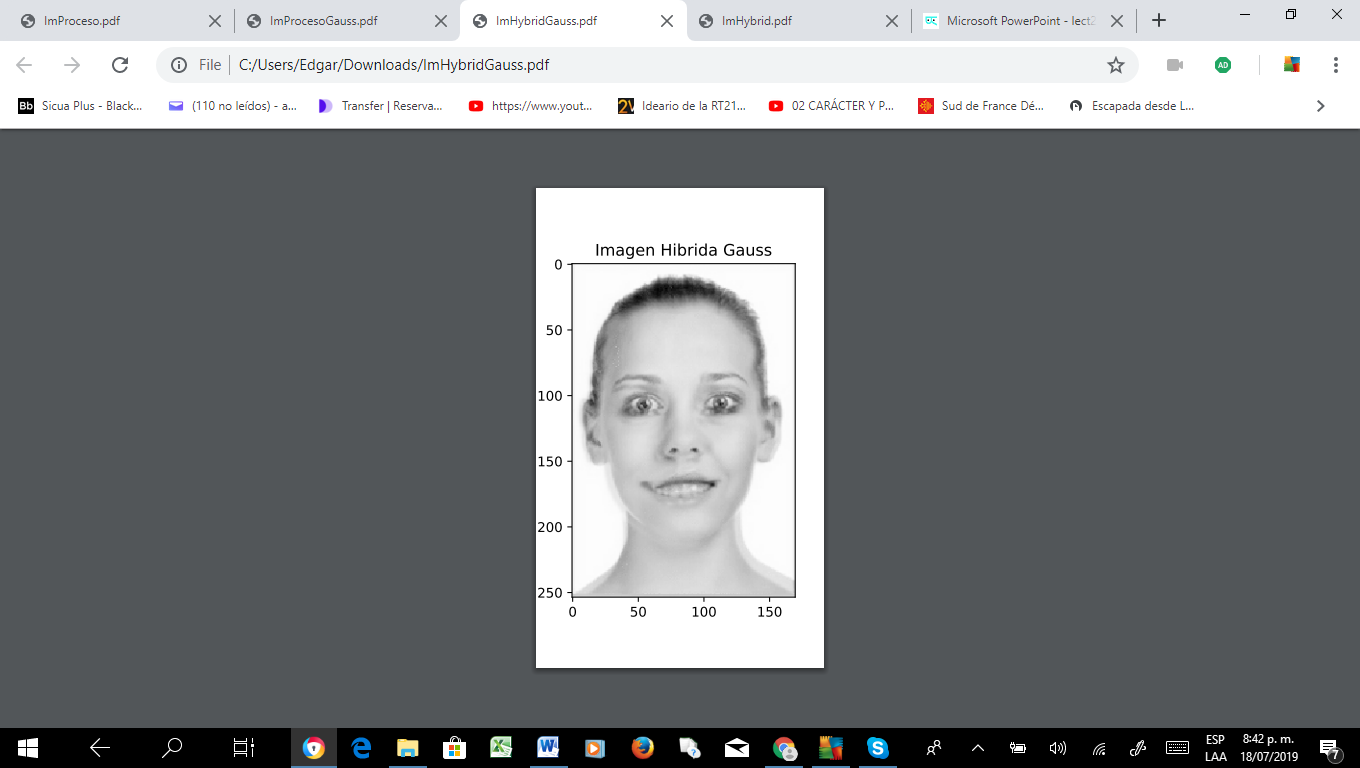 ImProceso.pdf
ImProcesoGauss.pdf
ImHybridGauss.pdf
ImHybrid.pdf
Microsoft PowerPoint - lect2
File
C:/Users/Edgar/Downloads/ImHybridGauss.pdf
AD
Bb Sicua Plus - Black...
(110 no leídos) - a...
Transfer | Reserva...
https://www.yout...
Ideario de la RT21...
02 CARÁCTER Y P...
Sud de France Dé...
Escapada desde L...
Imagen Hibrida Gauss
0
50
100
150
200
250
0 50 100 150
ESP
LAA
8:42 p. m.
18/07/2019
7